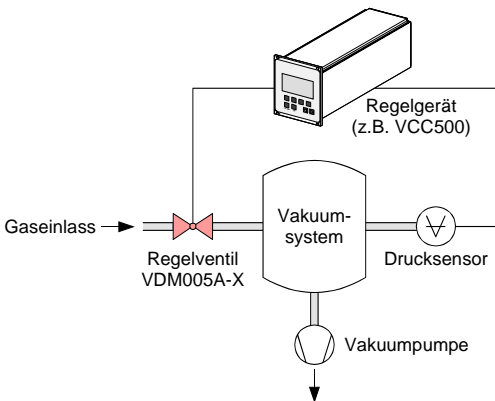 Regelgerät
(z.B. VCC500)
Gaseinlass
Vakuum-
system
Regelventil
VDM005A-X
Drucksensor
Vakuumpumpe